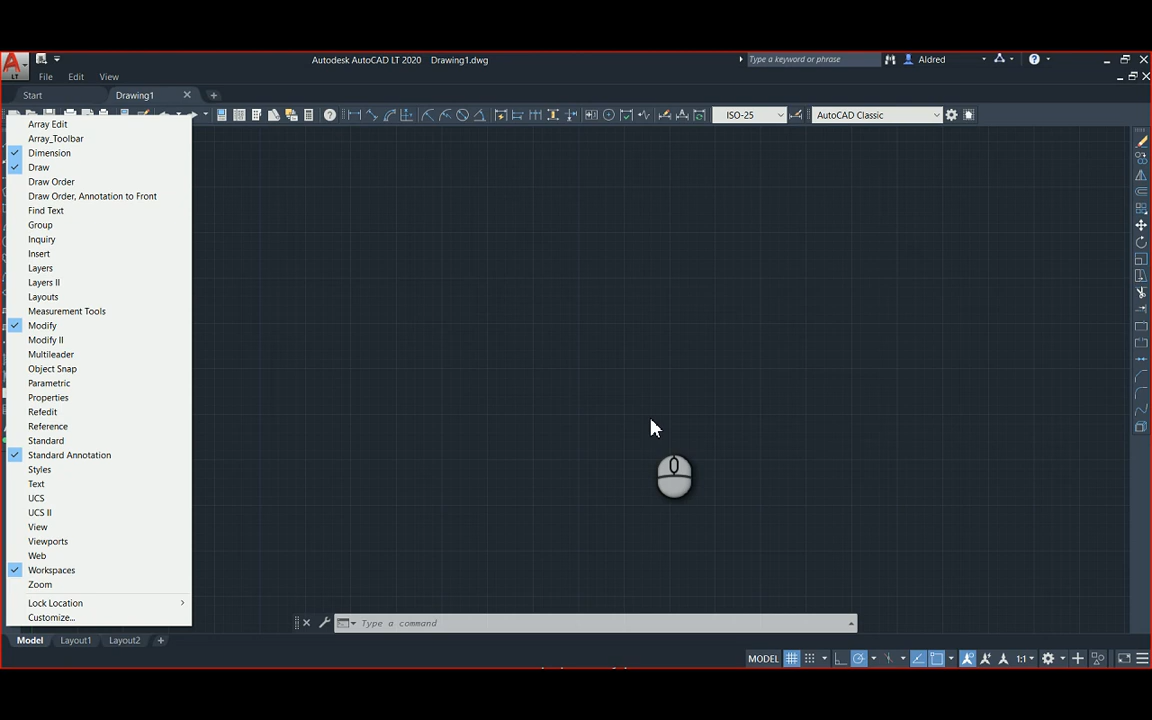 Autodesk AutoCAD LT 2020 Drawing1.dwg
Type a keyword or phrase
Aldred
LT
File Edit View
Start
Drawing1
ISO-25
AutoCAD Classic
Array Edit
Array_Toolbar
Dimension
Draw
Draw Order
Draw Order, Annotation to Front
Find Text
Group
Inquiry
Insert
Layers
Layers II
Layouts
Measurement Tools
Modify
Modify II
Multileader
Object Snap
Parametric
Properties
Refedit
Reference
Standard
Standard Annotation
Styles
Text
UCS
UCS II
View
Viewports
Web
Workspaces
Zoom
Lock Location
Customize...
Type a command
Model Layout1 Layout2
MODEL
1:1